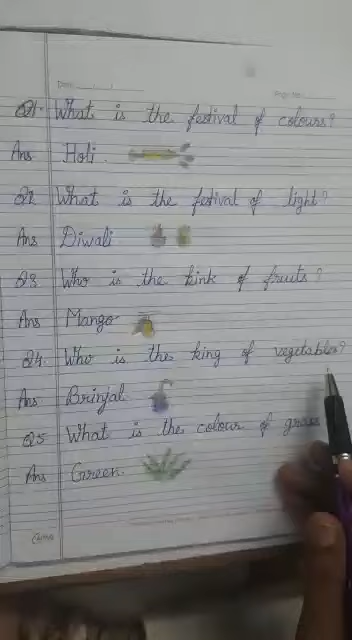 Q1. What is the festival of colours?
Ans Holi.
Q2 What is the festival of light?
Ans Diwali
Q3. Who is the kink of fruits?
Ans Mango
Q4. Who is the king of vegetables?
Ans Brinjal
Q5 What is the colour of grass
Ans Green.